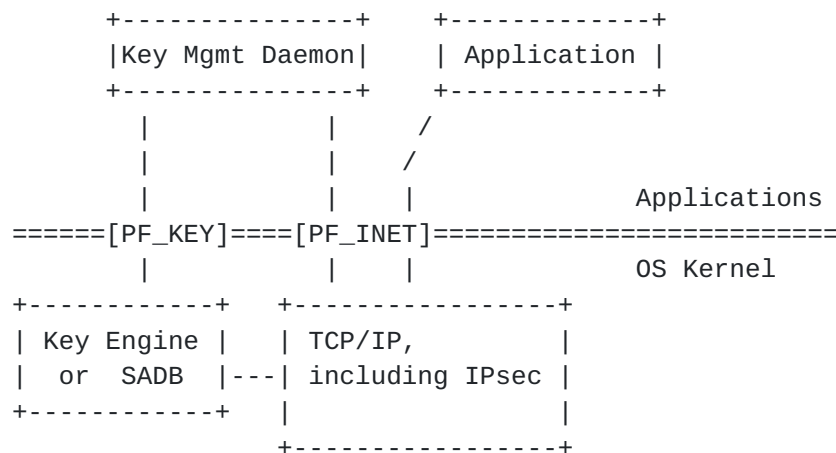 +---------------+    +-------------+
|Key Mgmt Daemon|    | Application |
+---------------+    +-------------+
|           |     /
|           |    /
|           |    |              Applications
======[PF_KEY]====[PF_INET]==========================
|           |    |              OS Kernel
+------------+   +-----------------+
| Key Engine |   | TCP/IP,         |
|  or  SADB  |---| including IPsec |
+------------+   |                 |
+-----------------+